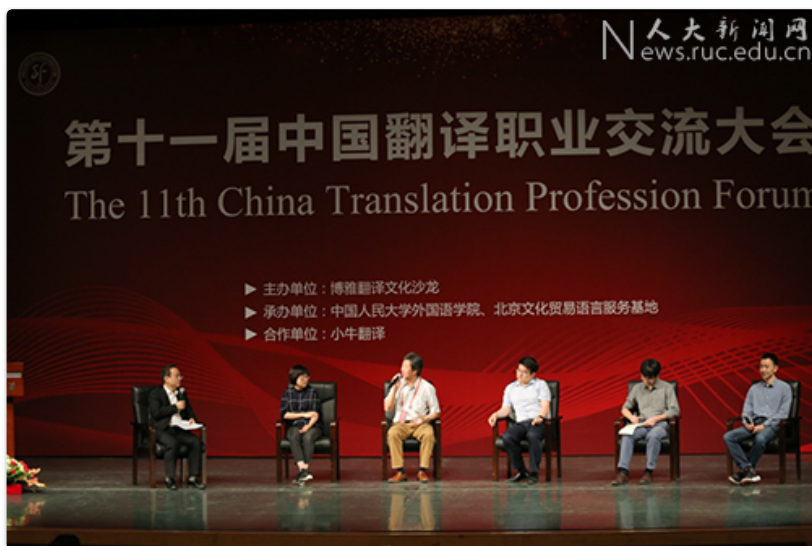 人大新闻网
News.ruc.edu.cn
第十一届中国翻译职业交流大会
The 11th China Translation Profession Forum
▶ 主办单位：博雅翻译文化沙龙
▶ 承办单位：中国人民大学外国语学院、北京文化贸易语言服务基地
▶ 合作单位：小牛翻译